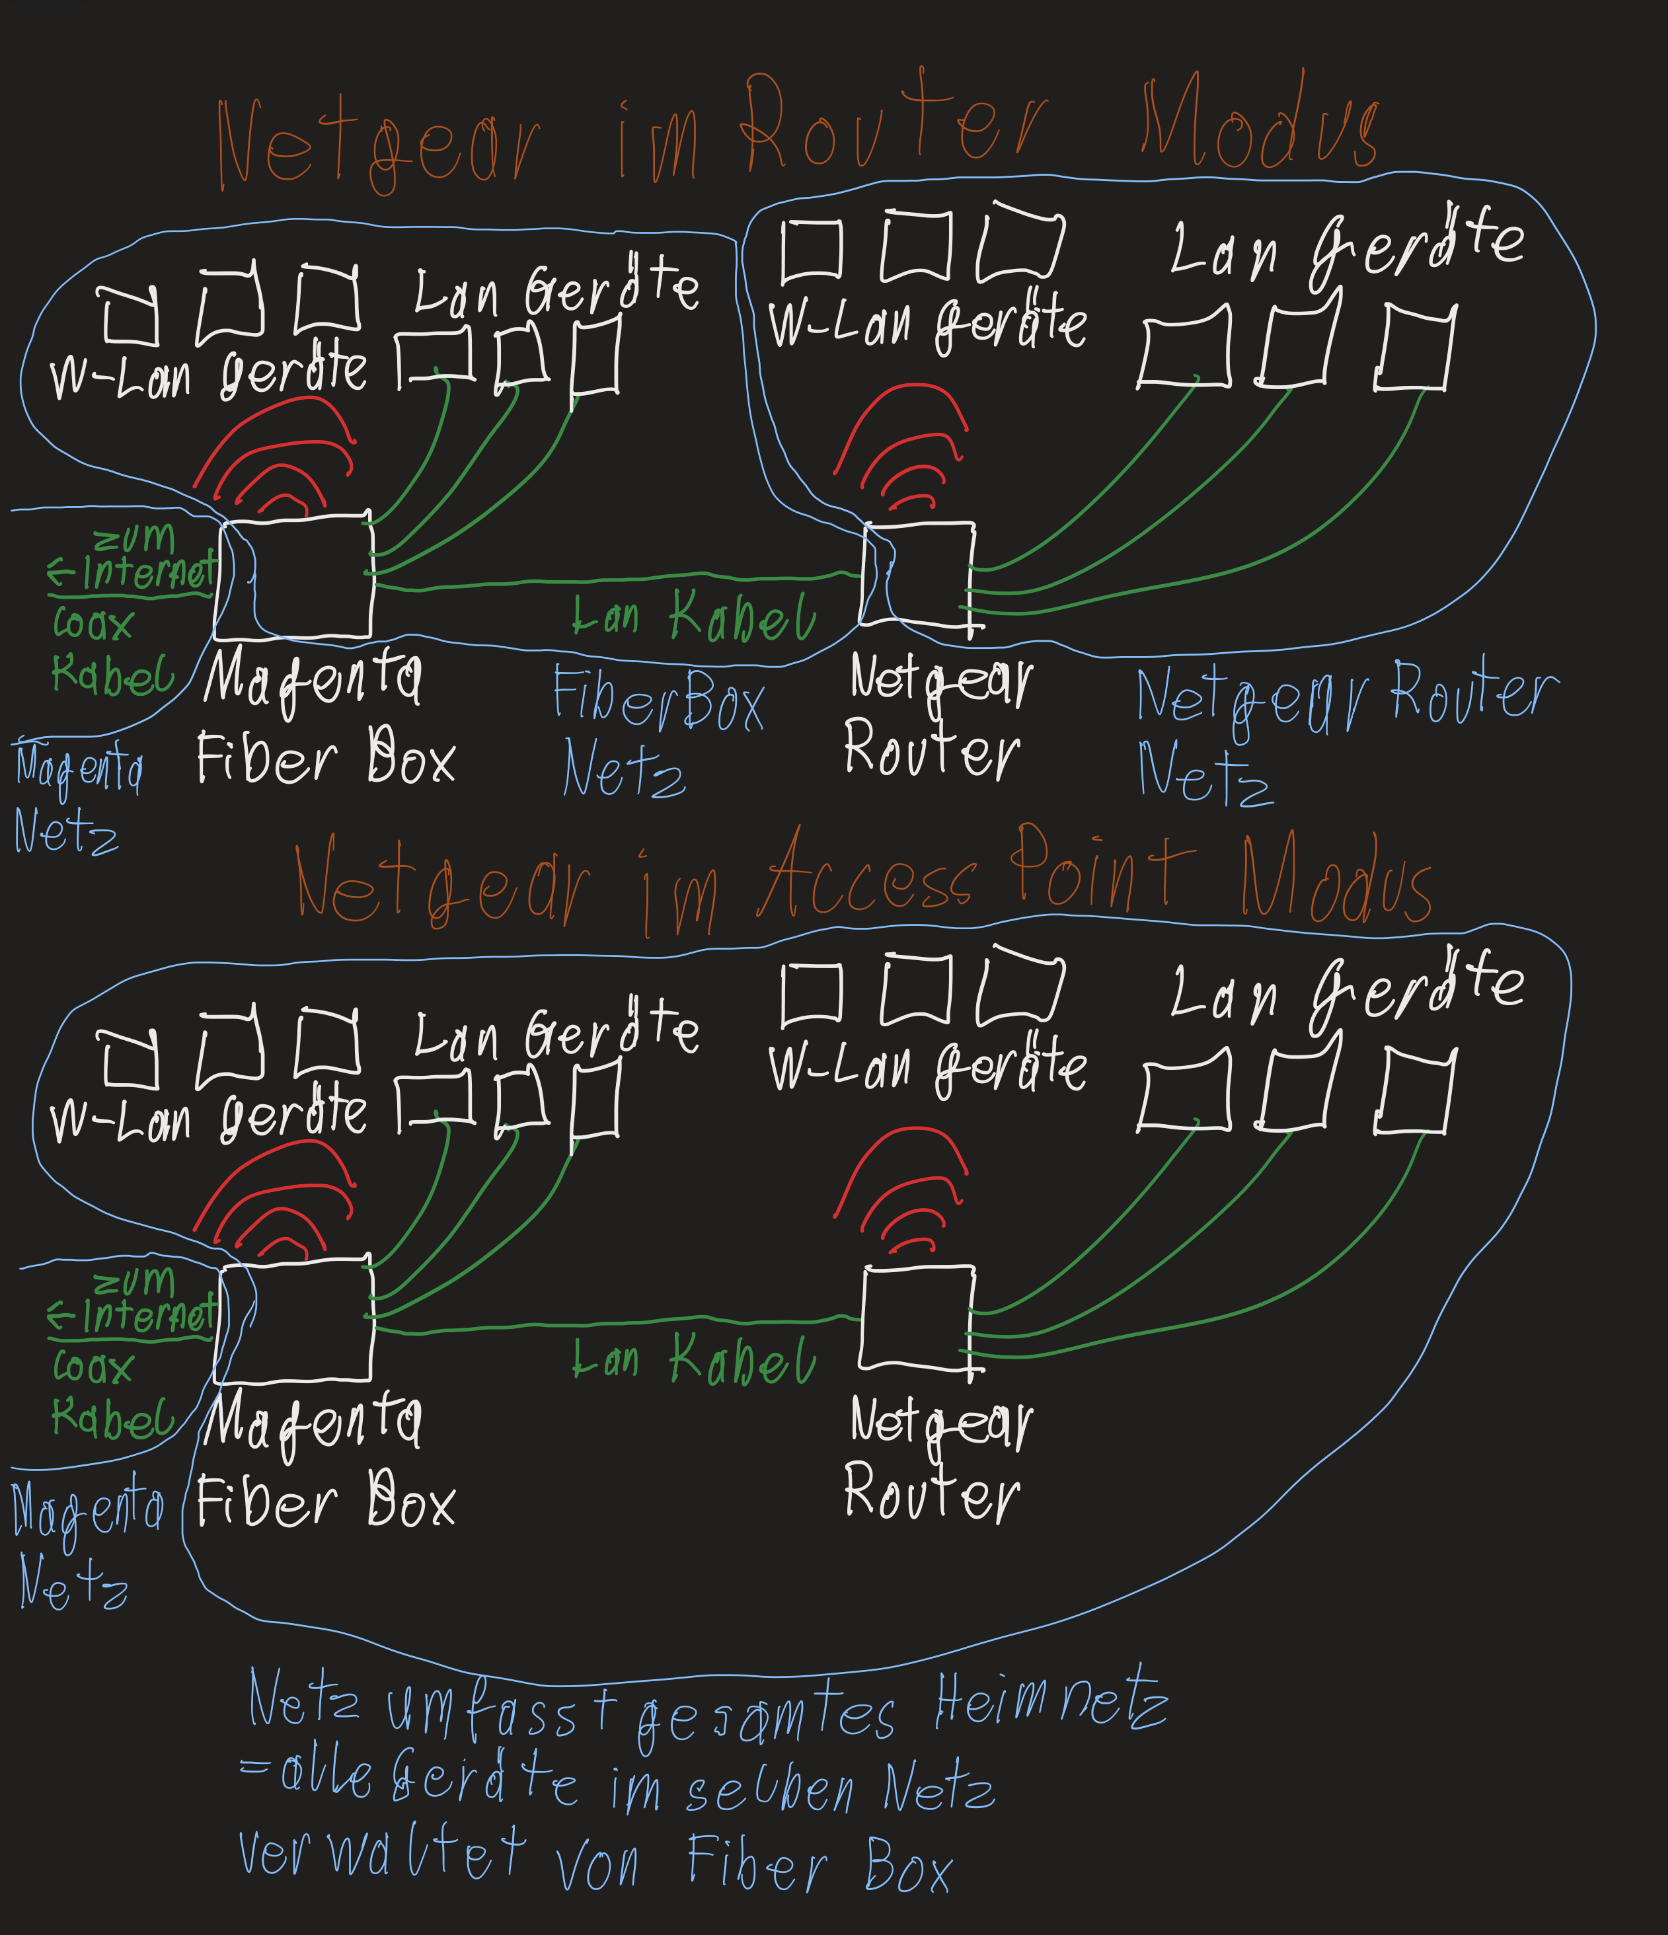 Netgear im Router Modus
W-Lan Geräte
Lan Geräte
W-Lan Geräte
Lan Geräte
zum
← Internet
Coax
Kabel
Lan Kabel
Magenta
Fiber Box
Netgear
Router
Magenta
Netz
FiberBox
Netz
Netgear Router
Netz
Netgear im Access Point Modus
W-Lan Geräte
Lan Geräte
W-Lan Geräte
Lan Geräte
zum
← Internet
Coax
Kabel
Lan Kabel
Magenta
Fiber Box
Netgear
Router
Magenta
Netz
Netz umfasst gesamtes Heimnetz
= alle Geräte im selben Netz
verwaltet von Fiber Box